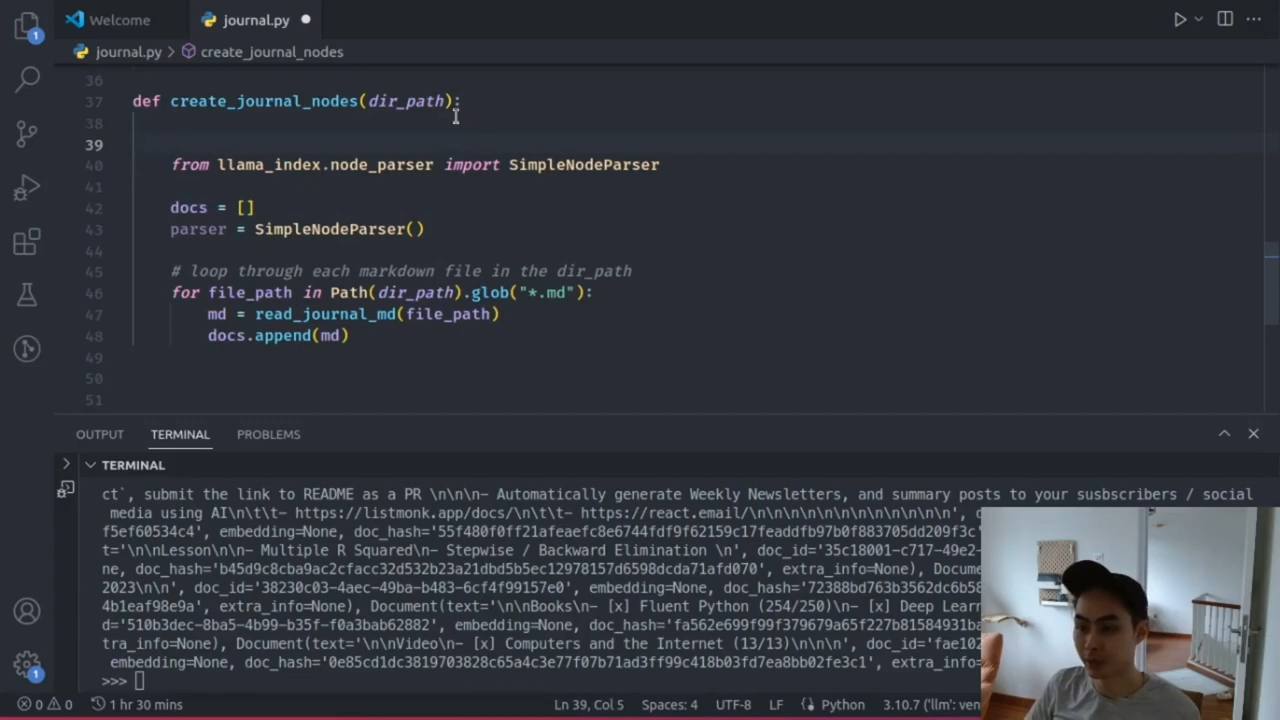 1
Welcome
journal.py
journal.py > create_journal_nodes
36
37 def create_journal_nodes(dir_path):
38
39
40 from llama_index.node_parser import SimpleNodeParser
41
42 docs = []
43 parser = SimpleNodeParser()
44
45 # loop through each markdown file in the dir_path
46 for file_path in Path(dir_path).glob("*.md"):
47 md = read_journal_md(file_path)
48 docs.append(md)
49
50
51
OUTPUT TERMINAL PROBLEMS
TERMINAL
ct`, submit the link to README as a PR \n\n\n- Automatically generate Weekly Newsletters, and summary posts to your susbscribers / social
media using AI\n\t\t- https://listmonk.app/docs/\n\t\t- https://react.email/\n\n\n\n\n\n\n\n\n\n\n\n\n', d
f5ef60534c4', embedding=None, doc_hash='55f480f0ff21afeaefc8e6744fdf9f62159c17feaddfb97b0f883705dd209f3c'
t='\n\nLesson\n\n- Multiple R Squared\n- Stepwise / Backward Elimination \n', doc_id='35c18001-c717-49e2-
ne, doc_hash='b45d9c8cba9ac2cfacc32d532b23a21dbd5b5ec12978157d6598dcda71afd070', extra_info=None), Docume
2023\n\n', doc_id='38230c03-4aec-49ba-b483-6cf4f99157e0', embedding=None, doc_hash='72388bd763b3562dc6b58
4b1eaf98e9a', extra_info=None), Document(text='\n\nBooks\n- [x] Fluent Python (254/250)\n- [x] Deep Learn
d='510b3dec-8ba5-4b99-b35f-f0a3bab62882', embedding=None, doc_hash='fa562e699f99f379679a65f227b81584931ba
tra_info=None), Document(text='\n\nVideo\n- [x] Computers and the Internet (13/13)\n\n\n', doc_id='fae102
embedding=None, doc_hash='0e85cd1dc3819703828c65a4c3e77f07b71ad3ff99c418b03fd7ea8bb02fe3c1', extra_info=
>>>
1
0 0 1 hr 30 mins Ln 39, Col 5 Spaces: 4 UTF-8 LF Python 3.10.7 ('llm': ven